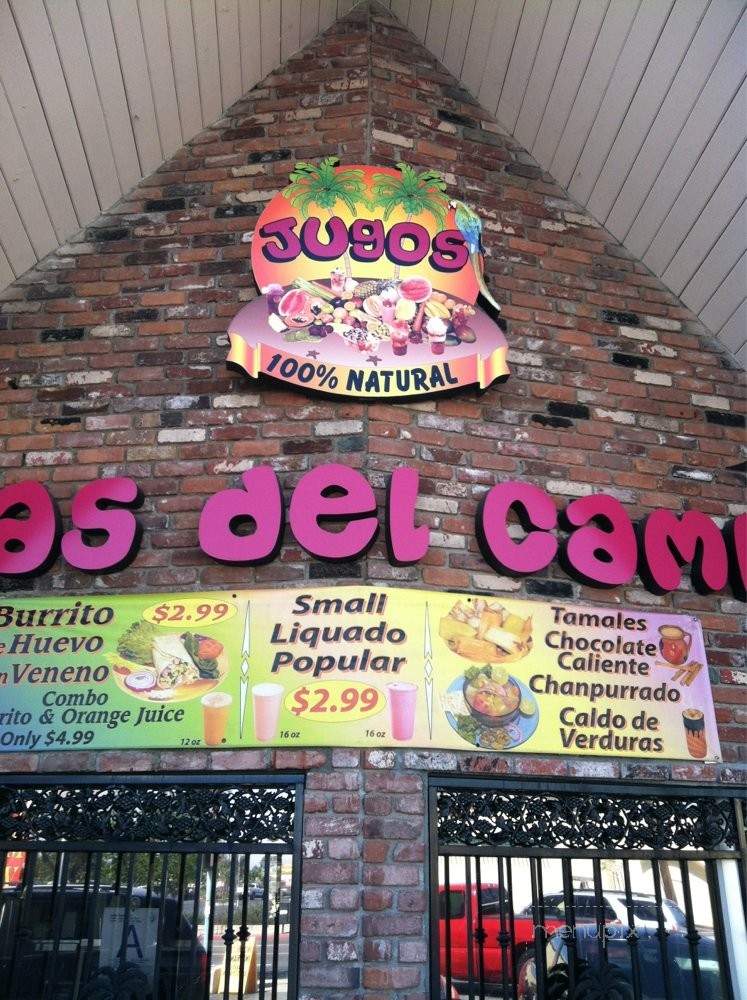 JUGOS
100% NATURAL
as del cam
Burrito $2.99
Huevo
Veneno
Combo
rito & Orange Juice
Only $4.99
12 oz
Small
Liquado
Popular
$2.99
16 oz
16 oz
Tamales
Chocolate
Caliente
Chanpurrado
Caldo de
Verduras
A
menupix